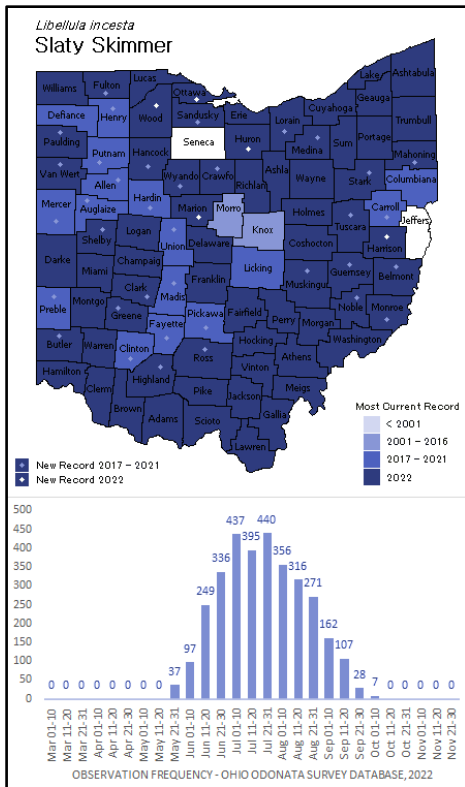 Libellula incesta
Slaty Skimmer
Williams Fulton Lucas Ottawa Lake Ashtabula
Defiance Henry Wood Sandusky Erie Lorain Cuyahoga Geauga Trumbull
Paulding Putnam Hancock Seneca Huron Medina Sum Portage Mahoning
Van Wert Allen Wyando Crawfo Richlan Ashla Wayne Stark Columbiana
Mercer Auglaize Hardin Marion Morro Knox Holmes Tuscara Carroll Jeffers
Shelby Logan Union Delaware Coshocton Harrison
Darke Miami Champaig Licking Muskingu Guernsey Belmont
Preble Montgo Clark Madis Franklin Fairfield Perry Morgan Noble Monroe
Butler Warren Greene Fayette Pickawa Hocking Washington
Hamilton Clerm Clinton Ross Vinton Athens
Brown Highland Pike Jackson Meigs
Adams Scioto Gallia
Lawren
Most Current Record
< 2001
2001 - 2016
2017 - 2021
2022
New Record 2017 - 2021
New Record 2022
500
450
400
350
300
250
200
150
100
50
0
0 0 0 0 0 0 0 0 37 97 249 336 437 395 440 356 316 271 162 107 28 7 0 0 0 0 0
Mar 01-10
Mar 11-20
Mar 21-31
Apr 01-10
Apr 11-20
Apr 21-30
May 01-10
May 11-20
May 21-31
Jun 01-10
Jun 11-20
Jun 21-30
Jul 01-10
Jul 11-20
Jul 21-31
Aug 01-10
Aug 11-20
Aug 21-31
Sep 01-10
Sep 11-20
Sep 21-30
Oct 01-10
Oct 11-20
Oct 21-31
Nov 01-10
Nov 11-20
Nov 21-30
OBSERVATION FREQUENCY - OHIO ODONATA SURVEY DATABASE, 2022